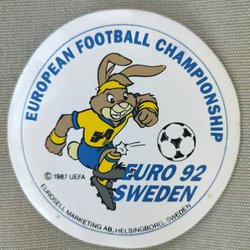 EUROPEAN FOOTBALL CHAMPIONSHIP
EURO 92
SWEDEN
© 1987 UEFA
EUROSELL MARKETING AB, HELSINGBORG, SWEDEN